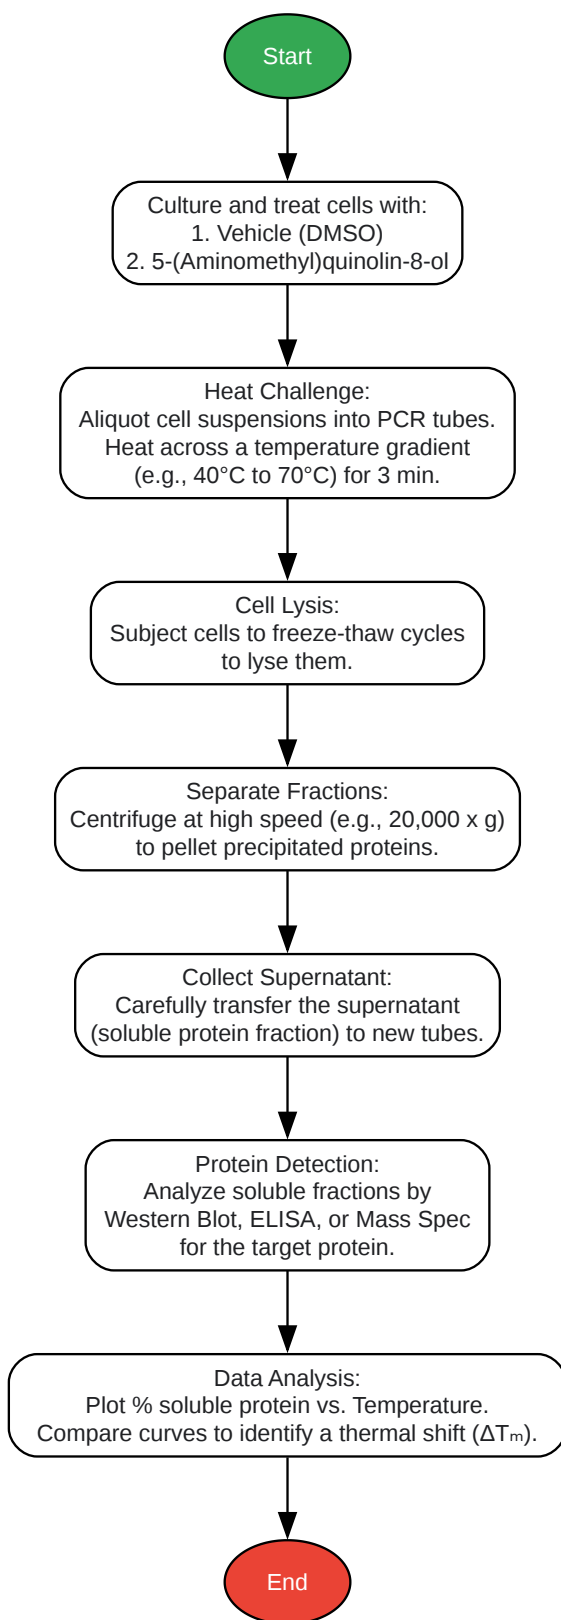 Start
Culture and treat cells with:
1. Vehicle (DMSO)
2. 5-(Aminomethyl)quinolin-8-ol
Heat Challenge:
Aliquot cell suspensions into PCR tubes.
Heat across a temperature gradient
(e.g., 40°C to 70°C) for 3 min.
Cell Lysis:
Subject cells to freeze-thaw cycles
to lyse them.
Separate Fractions:
Centrifuge at high speed (e.g., 20,000 x g)
to pellet precipitated proteins.
Collect Supernatant:
Carefully transfer the supernatant
(soluble protein fraction) to new tubes.
Protein Detection:
Analyze soluble fractions by
Western Blot, ELISA, or Mass Spec
for the target protein.
Data Analysis:
Plot % soluble protein vs. Temperature.
Compare curves to identify a thermal shift (ΔTₘ).
End